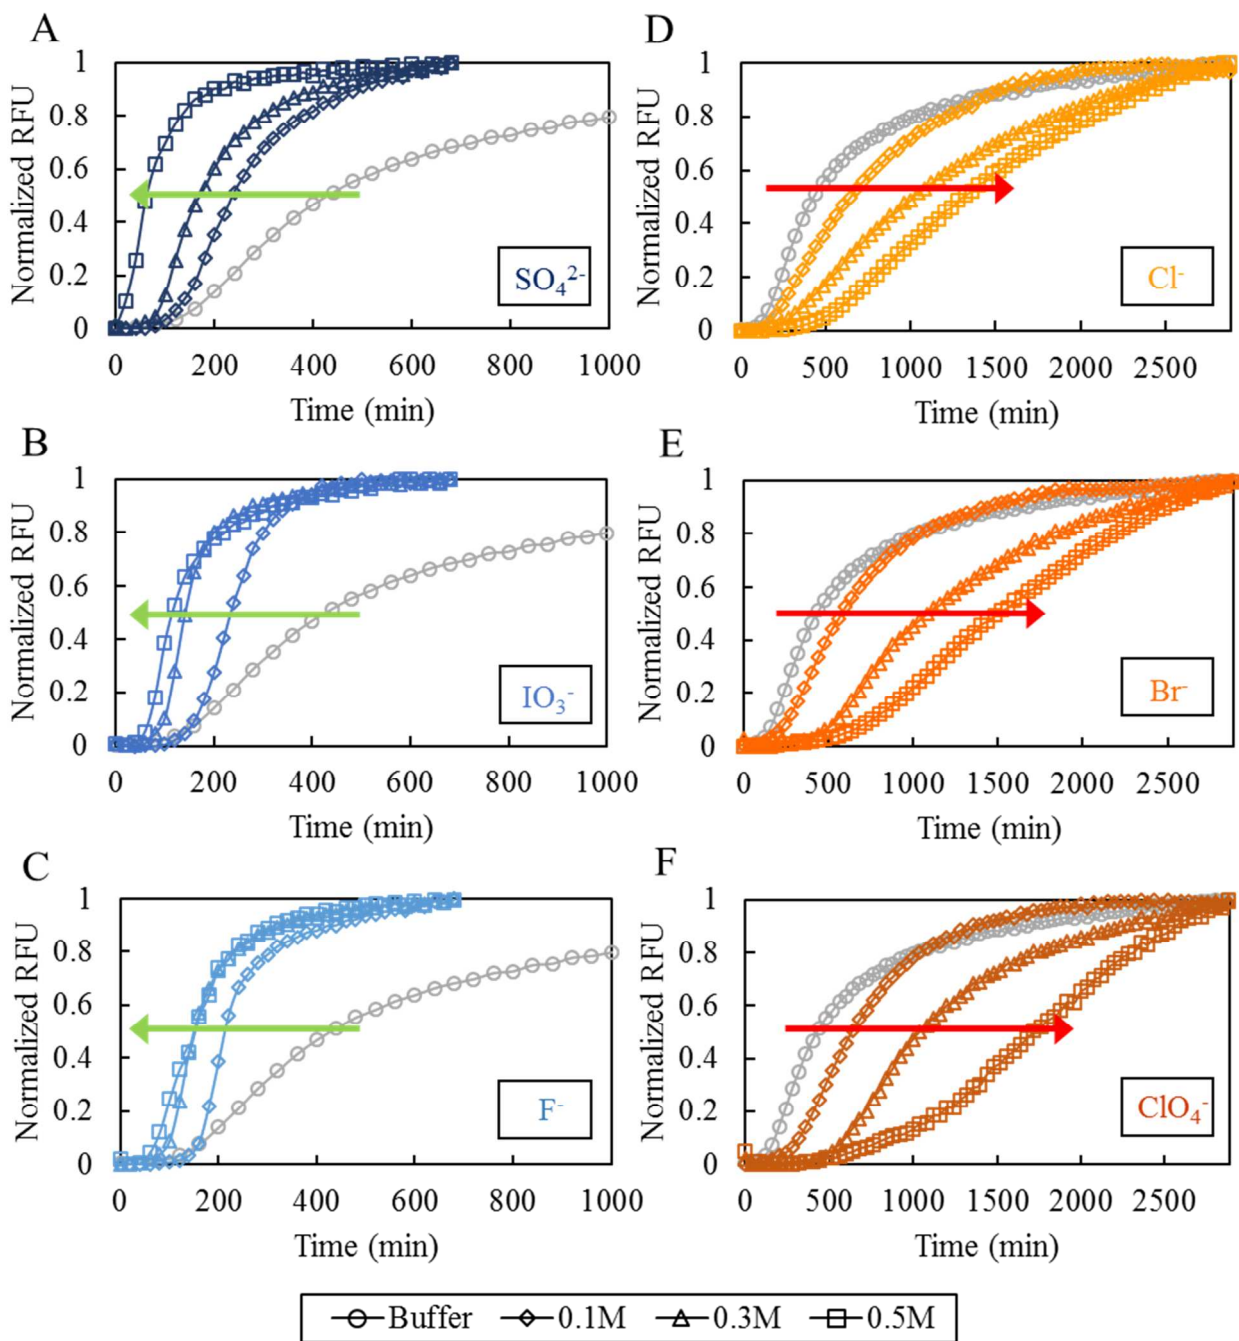 A
Normalized RFU
1
0.8
0.6
0.4
0.2
0
SO₄²⁻
0 200 400 600 800 1000
Time (min)
D
Normalized RFU
1
0.8
0.6
0.4
0.2
0
Cl⁻
0 500 1000 1500 2000 2500
Time (min)
B
Normalized RFU
1
0.8
0.6
0.4
0.2
0
IO₃⁻
0 200 400 600 800 1000
Time (min)
E
Normalized RFU
1
0.8
0.6
0.4
0.2
0
Br⁻
0 500 1000 1500 2000 2500
Time (min)
C
Normalized RFU
1
0.8
0.6
0.4
0.2
0
F⁻
0 200 400 600 800 1000
Time (min)
F
Normalized RFU
1
0.8
0.6
0.4
0.2
0
ClO₄⁻
0 500 1000 1500 2000 2500
Time (min)
Buffer 0.1M 0.3M 0.5M